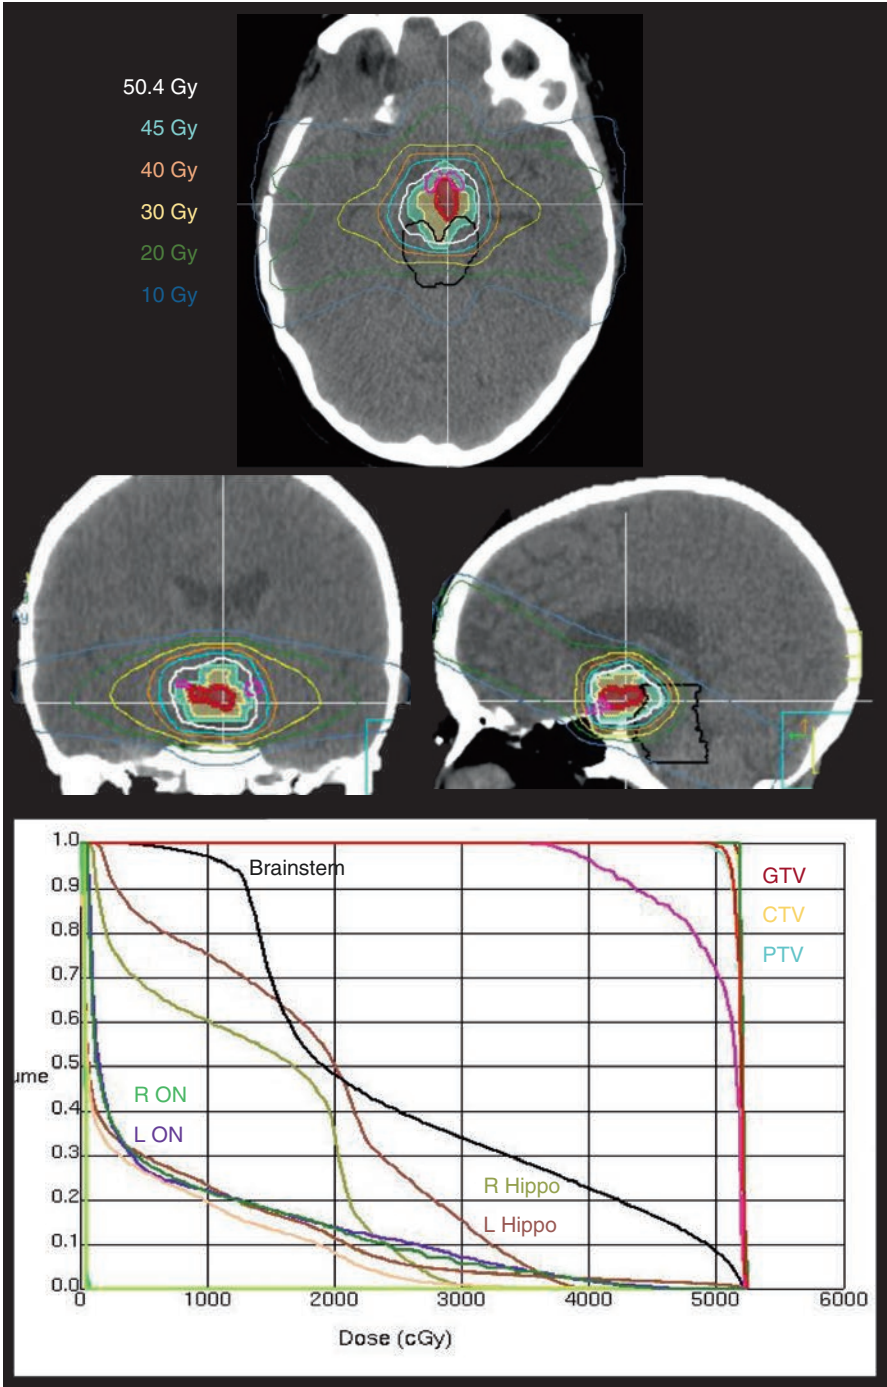 50.4 Gy
45 Gy
40 Gy
30 Gy
20 Gy
10 Gy
1.0
0.9
0.8
0.7
0.6
0.5
0.4
0.3
0.2
0.1
0.0
ume
Brainstem
GTV
CTV
PTV
R ON
L ON
R Hippo
L Hippo
0 1000 2000 3000 4000 5000 6000
Dose (cGy)